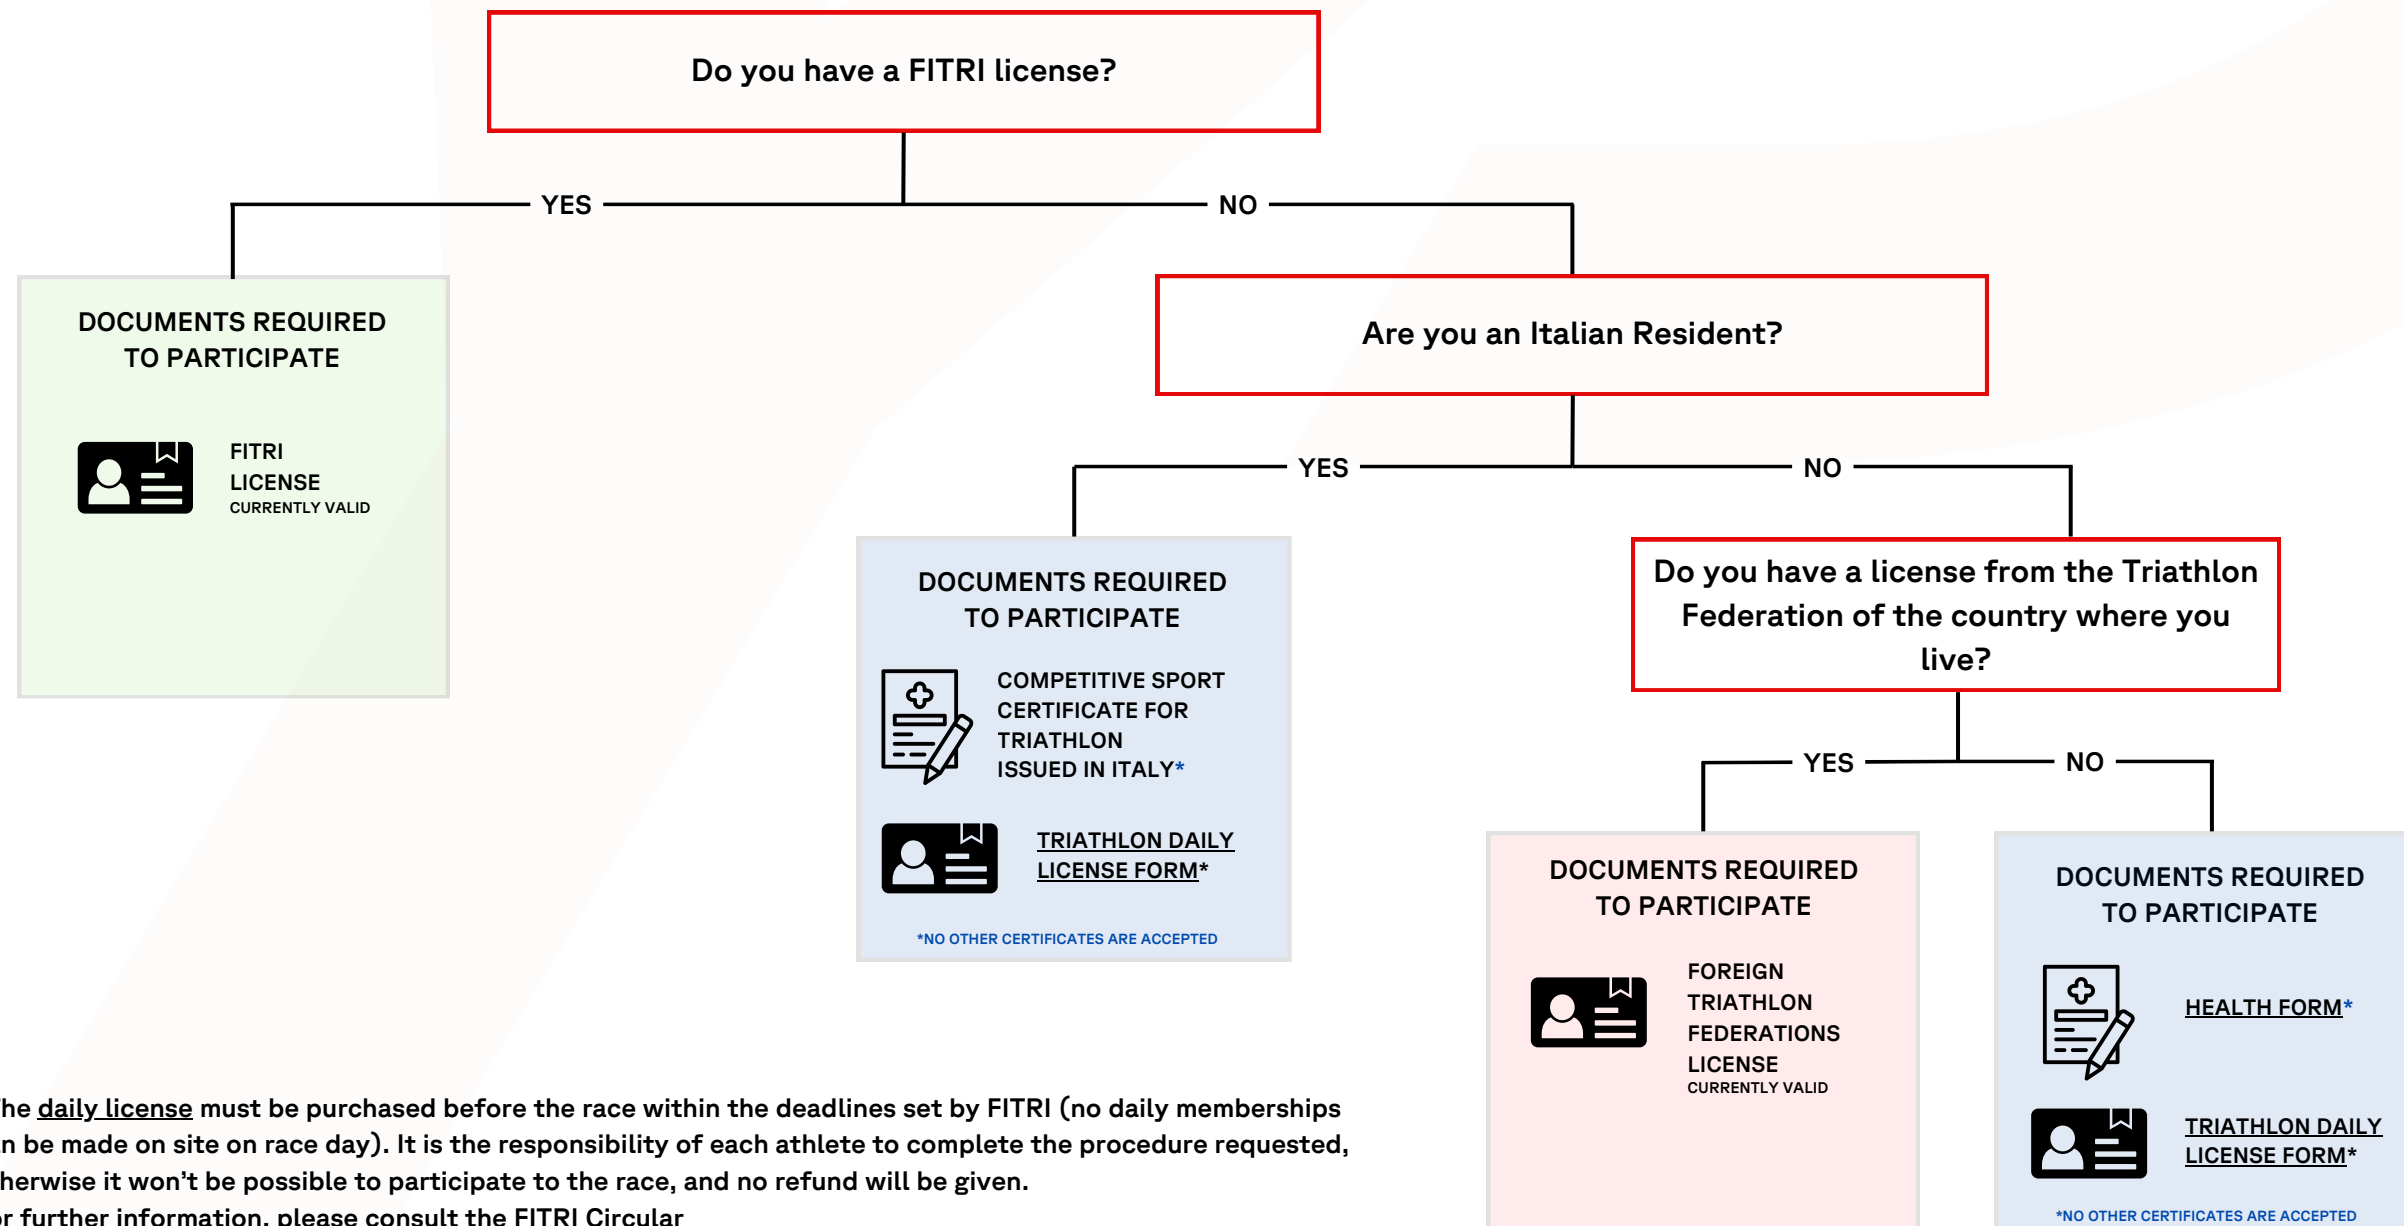 Do you have a FITRI license?
YES
NO
DOCUMENTS REQUIRED
TO PARTICIPATE
FITRI
LICENSE
CURRENTLY VALID
Are you an Italian Resident?
YES
NO
DOCUMENTS REQUIRED
TO PARTICIPATE
COMPETITIVE SPORT
CERTIFICATE FOR
TRIATHLON
ISSUED IN ITALY*
TRIATHLON DAILY
LICENSE FORM*
*NO OTHER CERTIFICATES ARE ACCEPTED
Do you have a license from the Triathlon
Federation of the country where you
live?
YES
NO
DOCUMENTS REQUIRED
TO PARTICIPATE
FOREIGN
TRIATHLON
FEDERATIONS
LICENSE
CURRENTLY VALID
DOCUMENTS REQUIRED
TO PARTICIPATE
HEALTH FORM*
TRIATHLON DAILY
LICENSE FORM*
*NO OTHER CERTIFICATES ARE ACCEPTED
he daily license must be purchased before the race within the deadlines set by FITRI (no daily memberships
n be made on site on race day). It is the responsibility of each athlete to complete the procedure requested,
herwise it won't be possible to participate to the race, and no refund will be given.
r further information, please consult the FITRI Circular